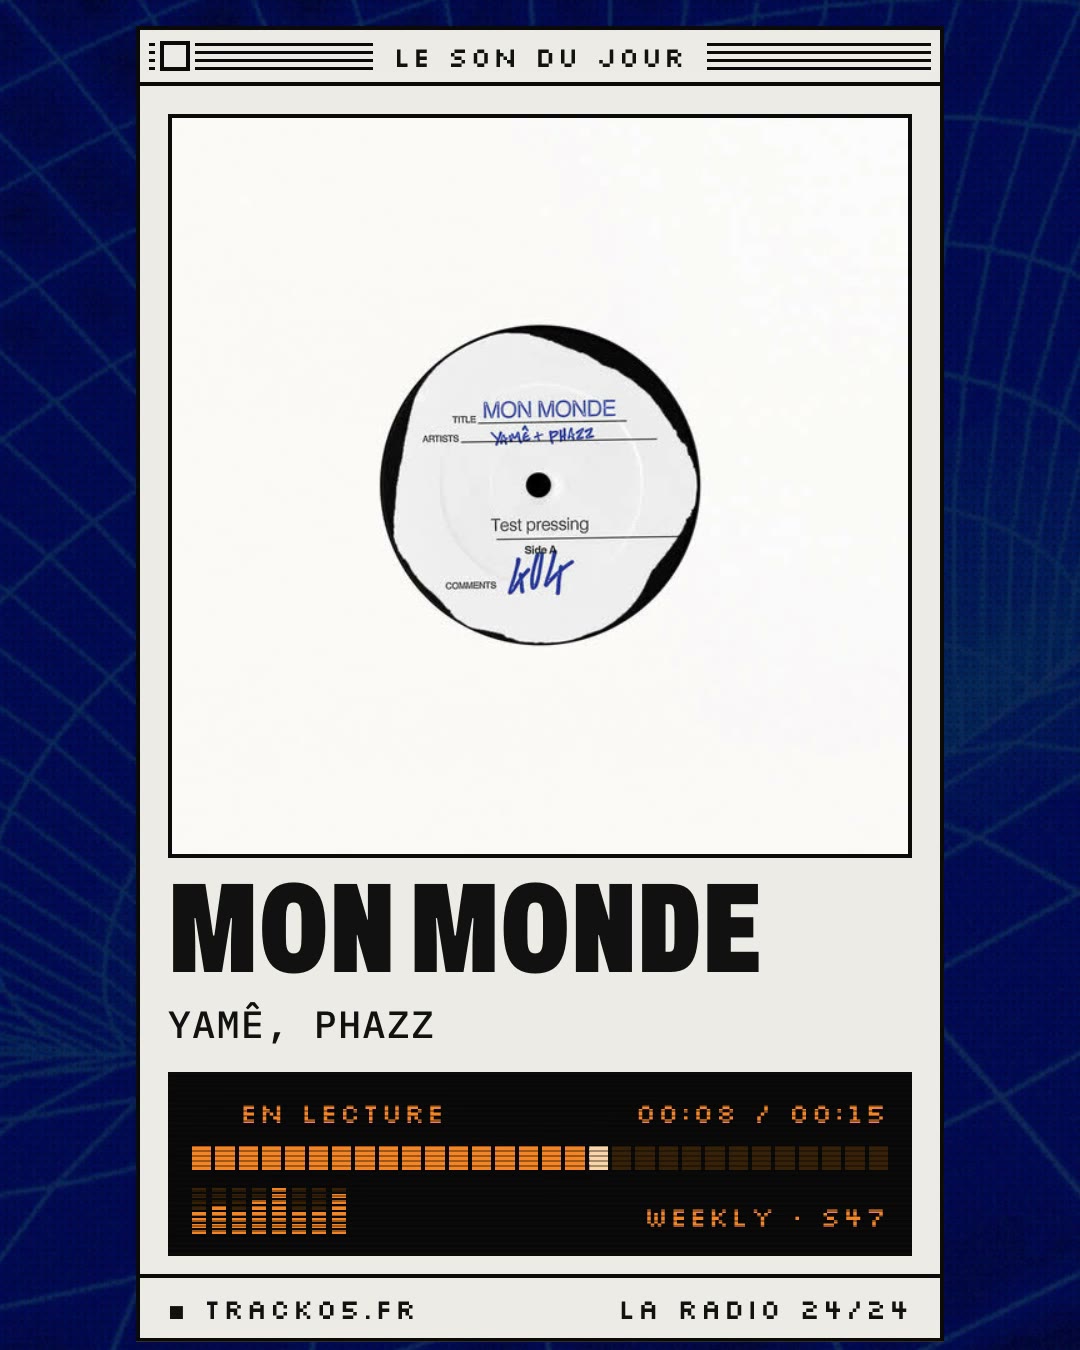 LE SON DU JOUR
TITLE MON MONDE
ARTISTS YAMÊ + PHAZZ
Test pressing
Side A
COMMENTS 404
MON MONDE
YAMÊ, PHAZZ
EN LECTURE 00:08 / 00:15
WEEKLY · S47
■ TRACK05.FR LA RADIO 24/24